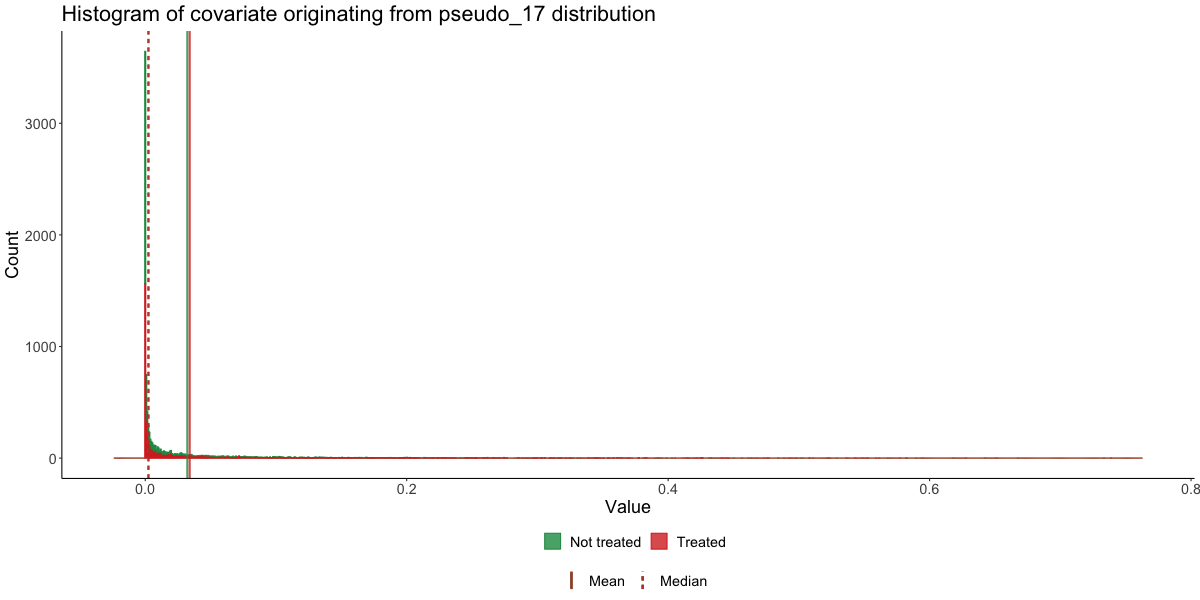 Histogram of covariate originating from pseudo_17 distribution
Count
3000
2000
1000
0
0.0 0.2 0.4 0.6 0.8
Value
Not treated Treated
Mean Median